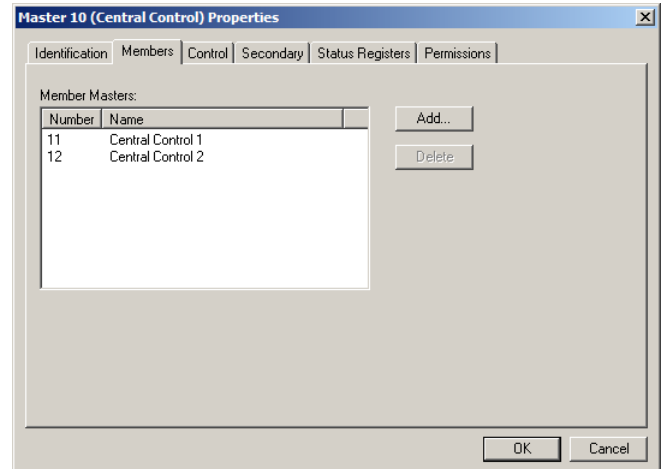 Master 10 (Central Control) Properties
Identification Members Control Secondary Status Registers Permissions
Member Masters:
Number Name
11 Central Control 1
12 Central Control 2
Add...
Delete
OK Cancel